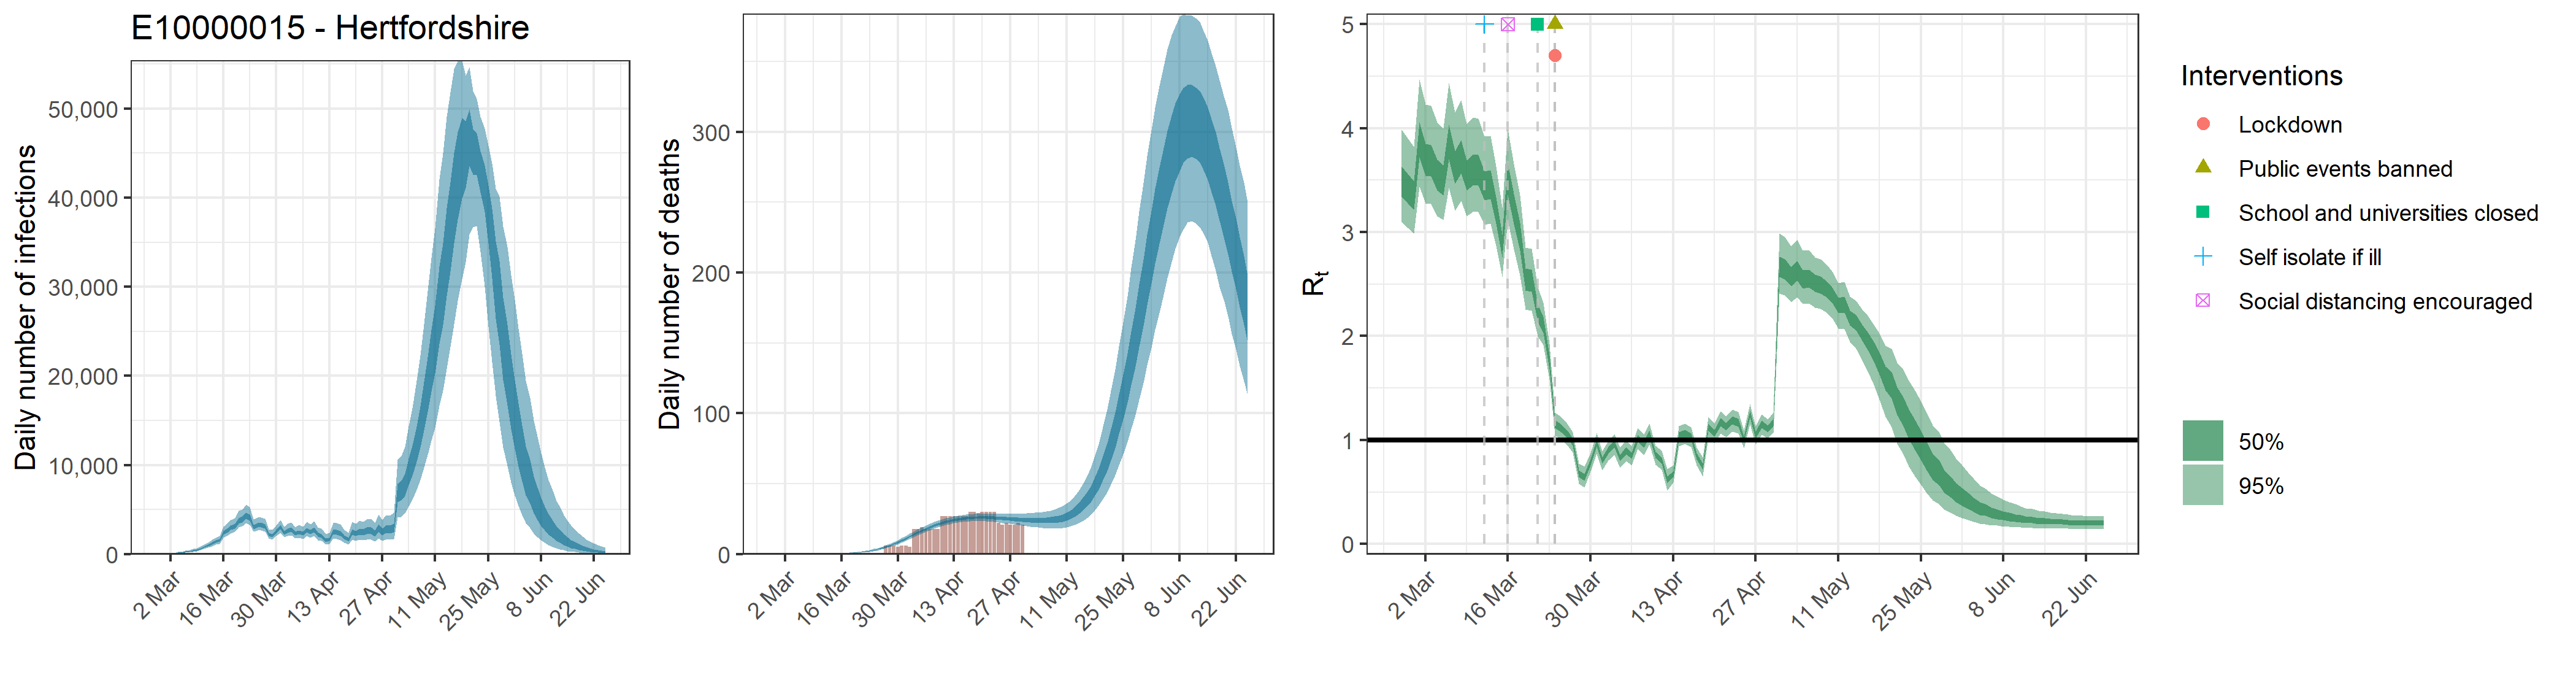 E10000015 - Hertfordshire
Daily number of infections
50,000
40,000
30,000
20,000
10,000
0
2 Mar
16 Mar
30 Mar
13 Apr
27 Apr
11 May
25 May
8 Jun
22 Jun
Daily number of deaths
300
200
100
0
2 Mar
16 Mar
30 Mar
13 Apr
27 Apr
11 May
25 May
8 Jun
22 Jun
Rt
5
4
3
2
1
0
2 Mar
16 Mar
30 Mar
13 Apr
27 Apr
11 May
25 May
8 Jun
22 Jun
Interventions
Lockdown
Public events banned
School and universities closed
Self isolate if ill
Social distancing encouraged
50%
95%